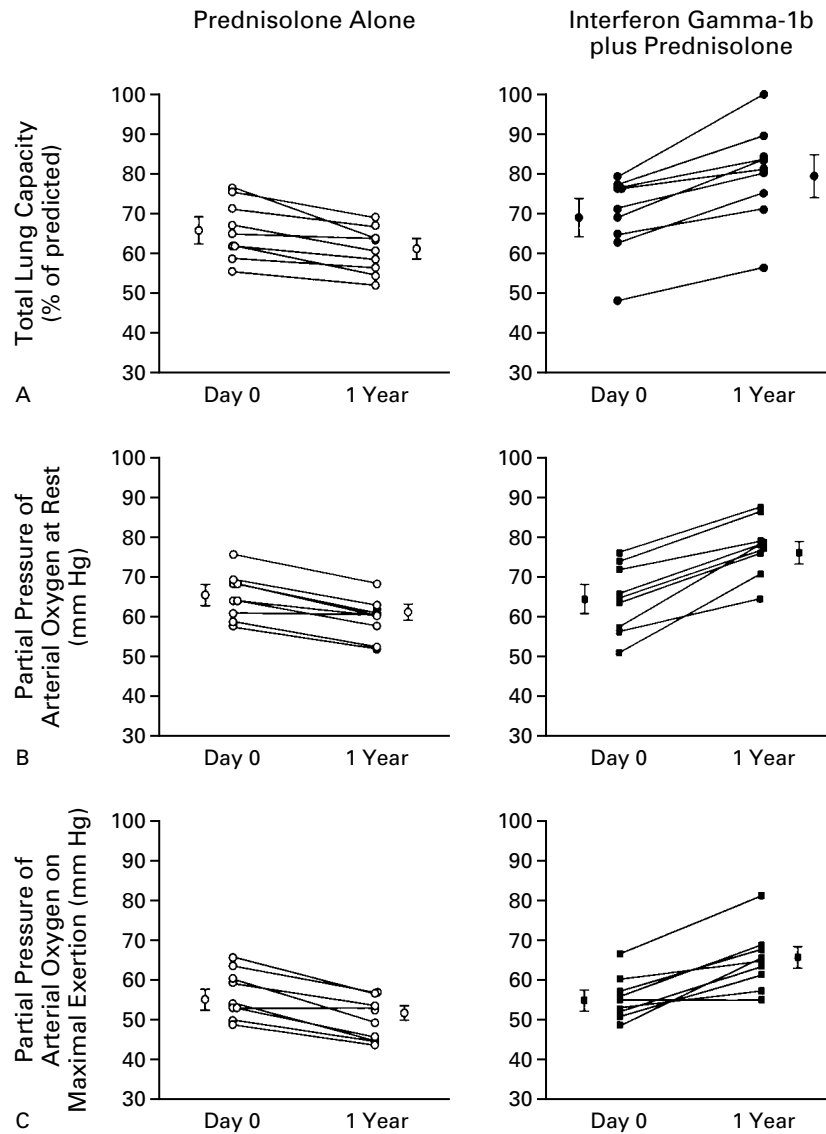 Prednisolone Alone
Interferon Gamma-1b
plus Prednisolone
Total Lung Capacity
(% of predicted)
100
90
80
70
60
50
40
30
Day 0
1 Year
100
90
80
70
60
50
40
30
Day 0
1 Year
A
Partial Pressure of
Arterial Oxygen at Rest
(mm Hg)
100
90
80
70
60
50
40
30
Day 0
1 Year
100
90
80
70
60
50
40
30
Day 0
1 Year
B
Partial Pressure of
Arterial Oxygen on
Maximal Exertion (mm Hg)
100
90
80
70
60
50
40
30
Day 0
1 Year
100
90
80
70
60
50
40
30
Day 0
1 Year
C